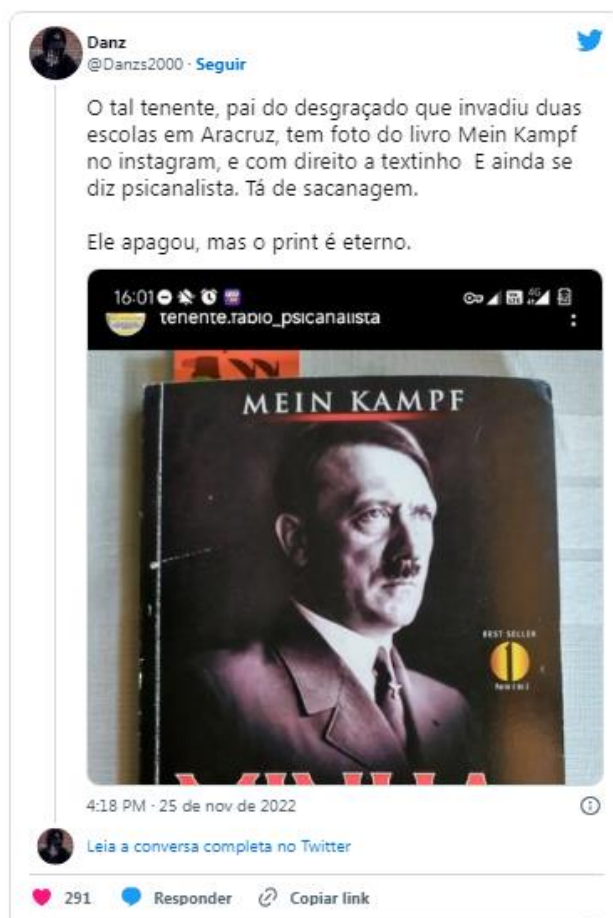 Danz
@Danzs2000 · Seguir
O tal tenente, pai do desgraçado que invadiu duas
escolas em Aracruz, tem foto do livro Mein Kampf
no instagram, e com direito a textinho E ainda se
diz psicanalista. Tá de sacanagem.
Ele apagou, mas o print é eterno.
16:01
4G
tenente.fabio_psicanalista
MEIN KAMPF
BEST SELLER
1
4:18 PM · 25 de nov de 2022
Leia a conversa completa no Twitter
291 Responder Copiar link